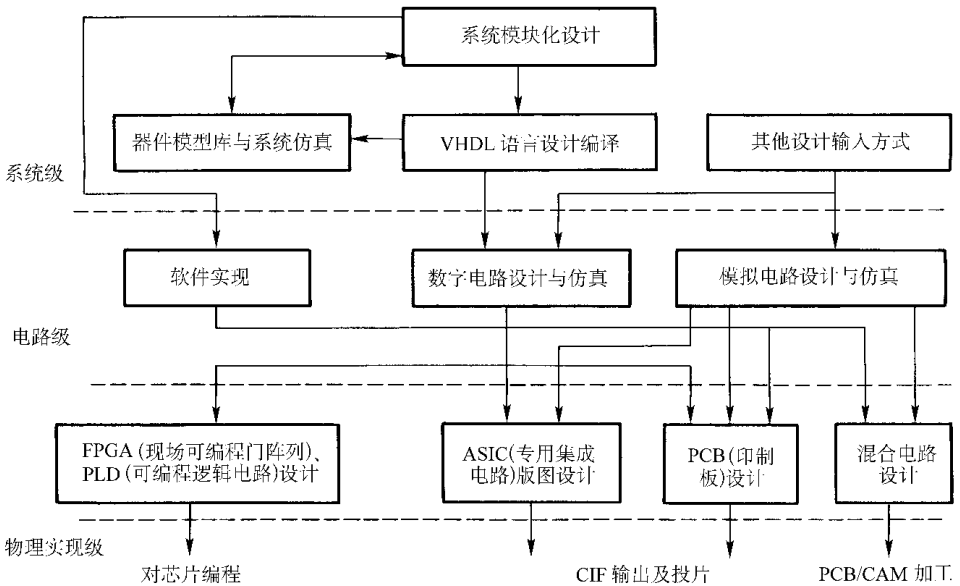 系统模块化设计
器件模型库与系统仿真
VHDL 语言设计编译
其他设计输入方式
系统级
软件实现
数字电路设计与仿真
模拟电路设计与仿真
电路级
FPGA(现场可编程门阵列)、
PLD(可编程逻辑电路)设计
ASIC(专用集成
电路)版图设计
PCB(印制
板)设计
混合电路
设计
物理实现级
对芯片编程
CIF 输出及投片
PCB/CAM 加工